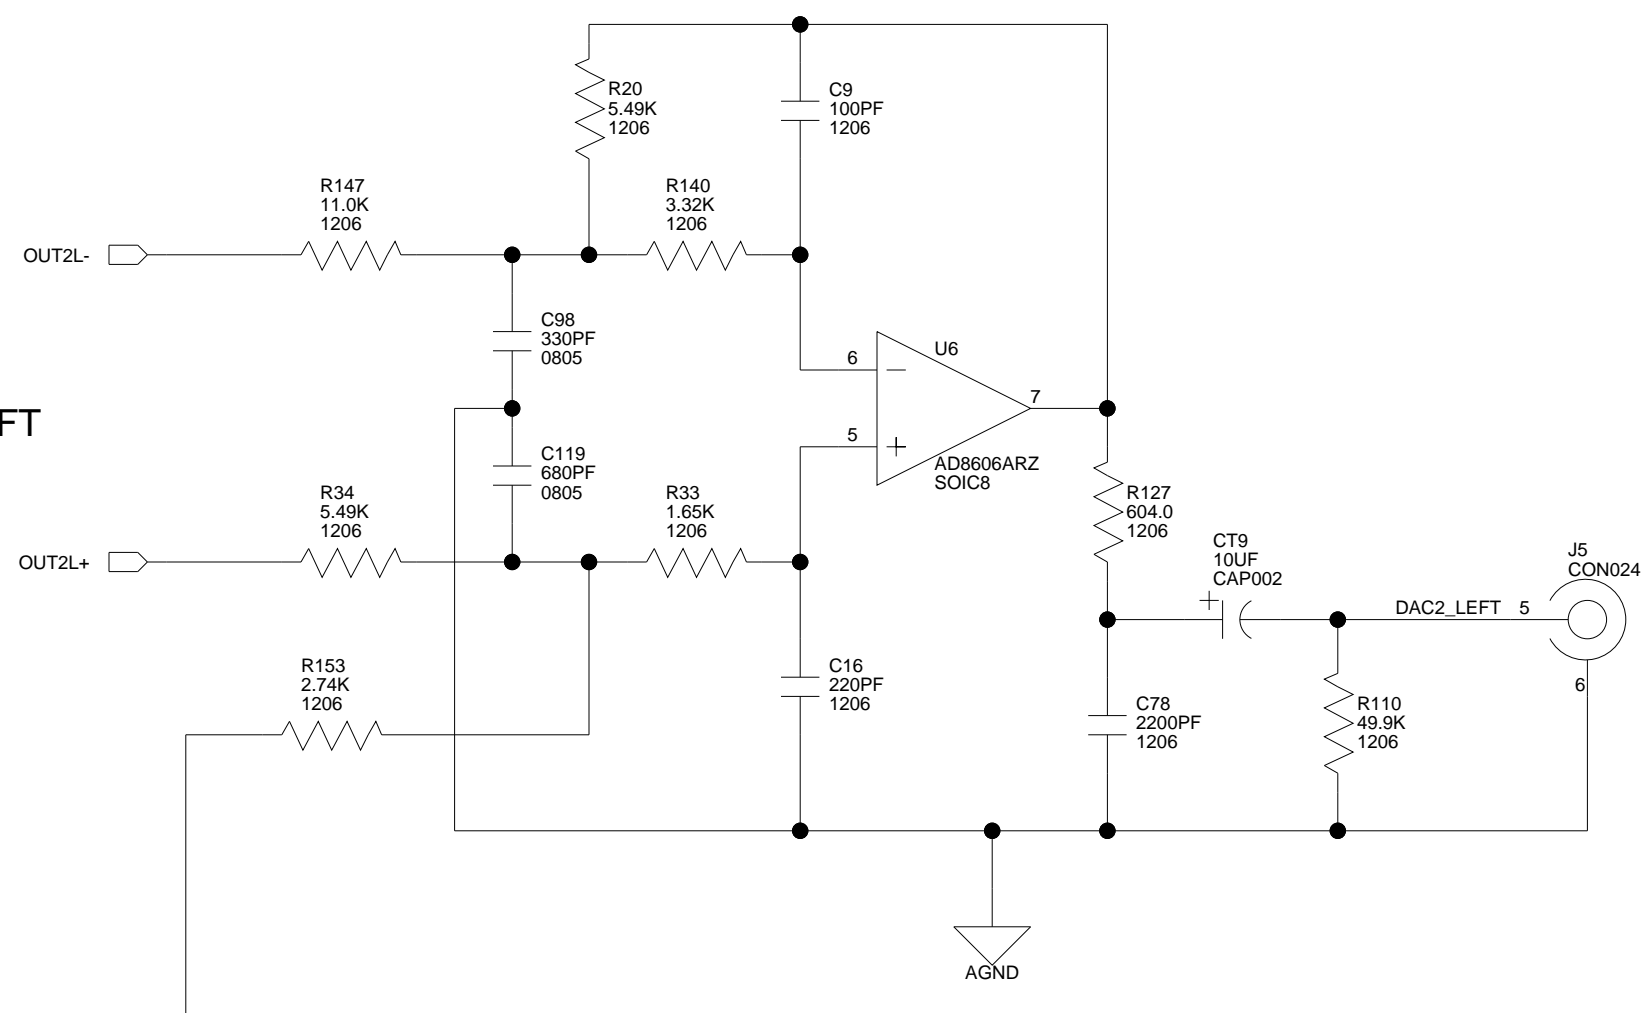 R20
5.49K
1206
C9
100PF
1206
R147
11.0K
1206
R140
3.32K
1206
OUT2L-
C98
330PF
0805
6
U6
7
FT
5
C119
680PF
0805
AD8606ARZ
SOIC8
R34
5.49K
1206
R33
1.65K
1206
R127
604.0
1206
OUT2L+
CT9
10UF
CAP002
J5
CON024
DAC2_LEFT 5
R153
2.74K
1206
C16
220PF
1206
6
C78
2200PF
1206
R110
49.9K
1206
AGND